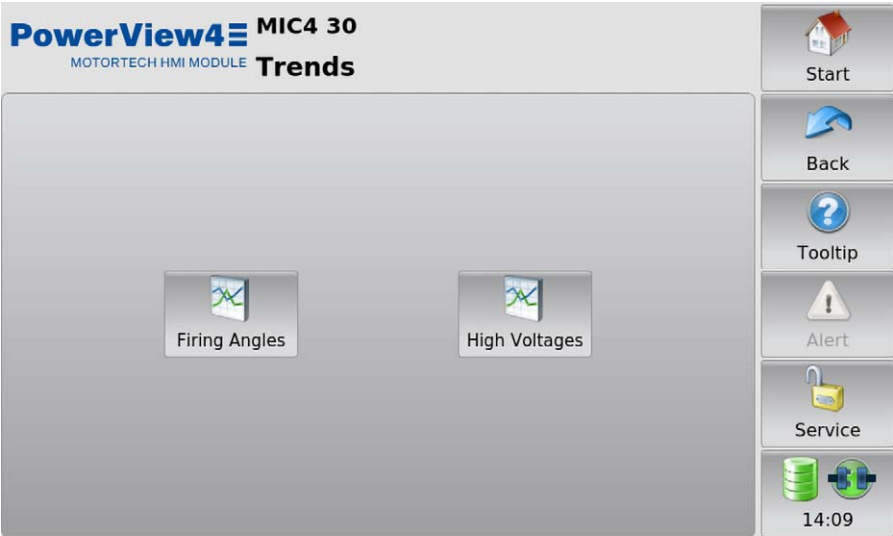 PowerView4
MOTORTECH HMI MODULE
MIC4 30
Trends
Firing Angles
High Voltages
Start
Back
Tooltip
Alert
Service
14:09